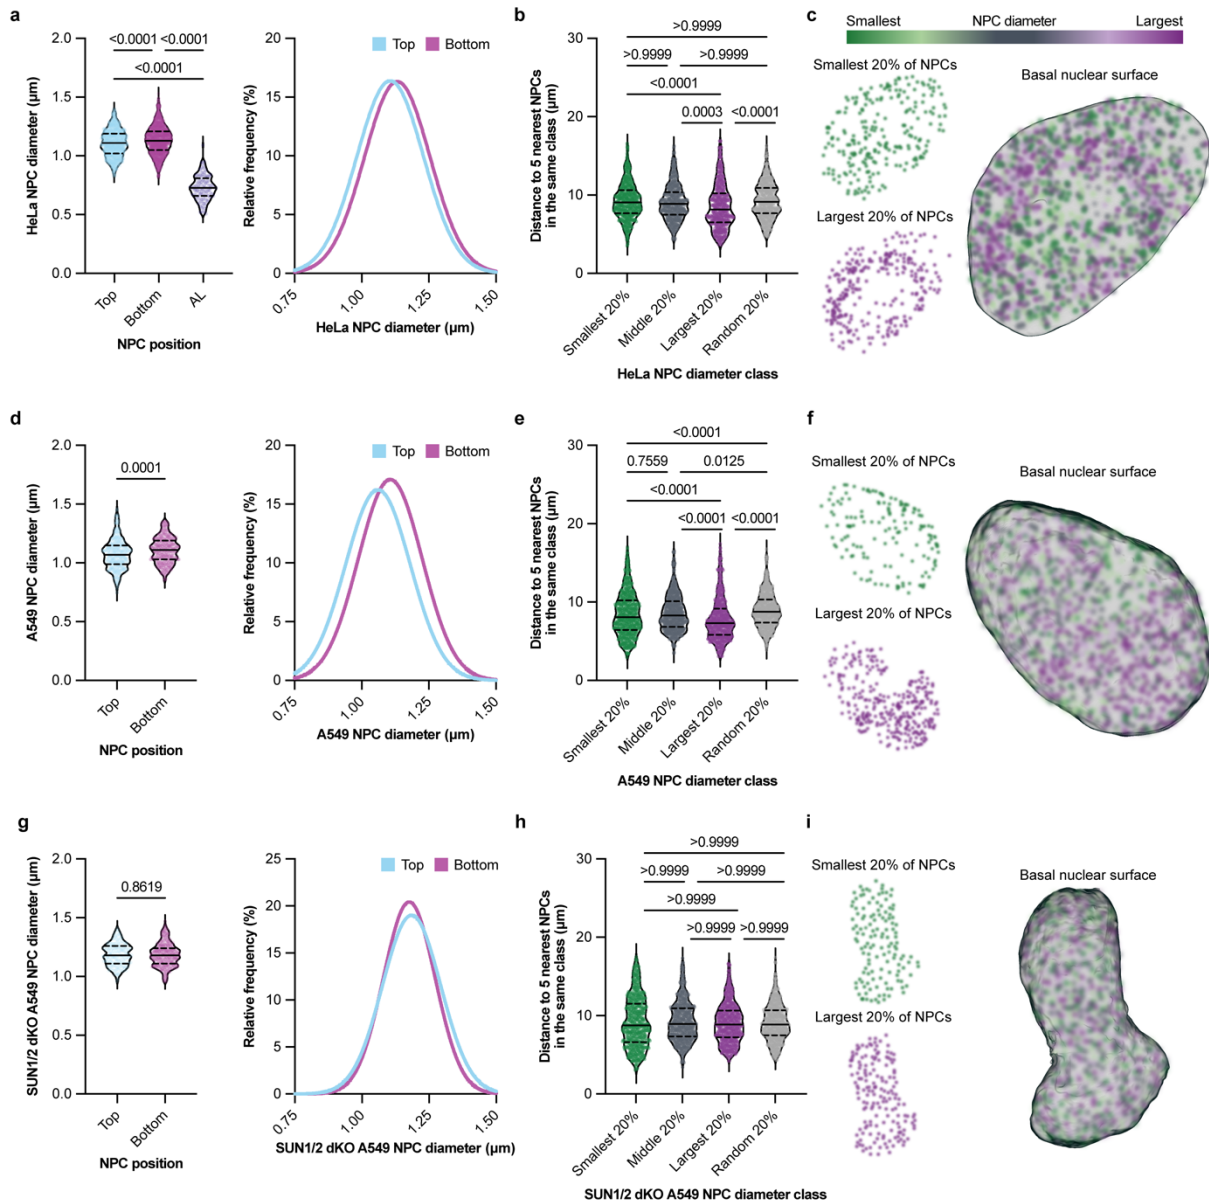 a
HeLa NPC diameter (µm)
2.0
1.5
1.0
0.5
0.0
<0.0001 <0.0001
<0.0001
Top
Bottom
AL
NPC position
Relative frequency (%)
20
15
10
5
0
Top Bottom
0.75
1.00
1.25
1.50
HeLa NPC diameter (µm)
b
Distance to 5 nearest NPCs
in the same class (µm)
30
20
10
0
>0.9999
>0.9999 >0.9999
<0.0001
0.0003 <0.0001
Smallest 20%
Middle 20%
Largest 20%
Random 20%
HeLa NPC diameter class
c
Smallest NPC diameter Largest
Smallest 20% of NPCs
Largest 20% of NPCs
Basal nuclear surface
d
A549 NPC diameter (µm)
2.0
1.5
1.0
0.5
0.0
0.0001
Top
Bottom
NPC position
Relative frequency (%)
20
15
10
5
0
Top Bottom
0.75
1.00
1.25
1.50
A549 NPC diameter (µm)
e
Distance to 5 nearest NPCs
in the same class (µm)
30
20
10
0
<0.0001
0.7559 0.0125
<0.0001
<0.0001 <0.0001
Smallest 20%
Middle 20%
Largest 20%
Random 20%
A549 NPC diameter class
f
Smallest 20% of NPCs
Largest 20% of NPCs
Basal nuclear surface
g
SUN1/2 dKO A549 NPC diameter (µm)
2.0
1.5
1.0
0.5
0.0
0.8619
Top
Bottom
NPC position
Relative frequency (%)
25
20
15
10
5
0
Top Bottom
0.75
1.00
1.25
1.50
SUN1/2 dKO A549 NPC diameter (µm)
h
Distance to 5 nearest NPCs
in the same class (µm)
30
20
10
0
>0.9999
>0.9999 >0.9999
>0.9999
>0.9999 >0.9999
Smallest 20%
Middle 20%
Largest 20%
Random 20%
SUN1/2 dKO A549 NPC diameter class
i
Smallest 20% of NPCs
Largest 20% of NPCs
Basal nuclear surface